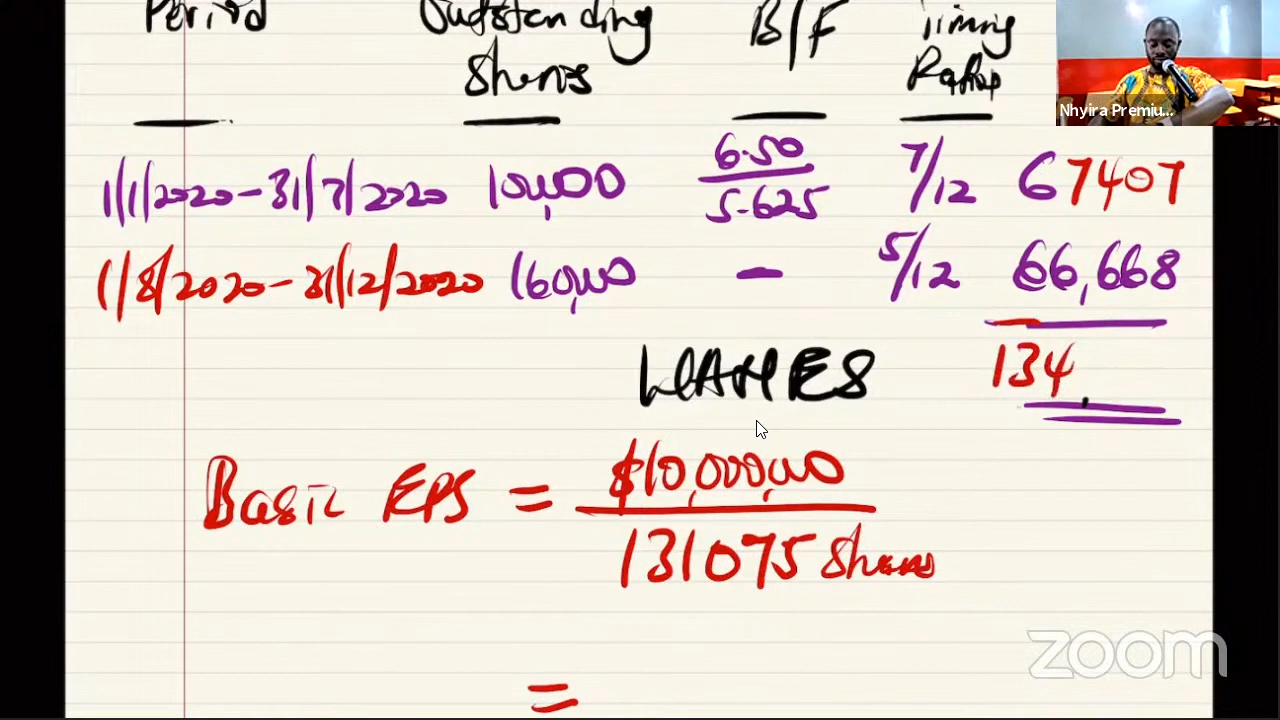 Period Outstanding B/F Timing
Shares
Nhyira Premiu...
1/1/2020-31/7/2020 100,000 6.50/5.625 7/12 67407
1/8/2020-31/12/2020 160,000 - 5/12 66,668
134
Basic EPS = $10,000,000
131075 Shares
=
zoom